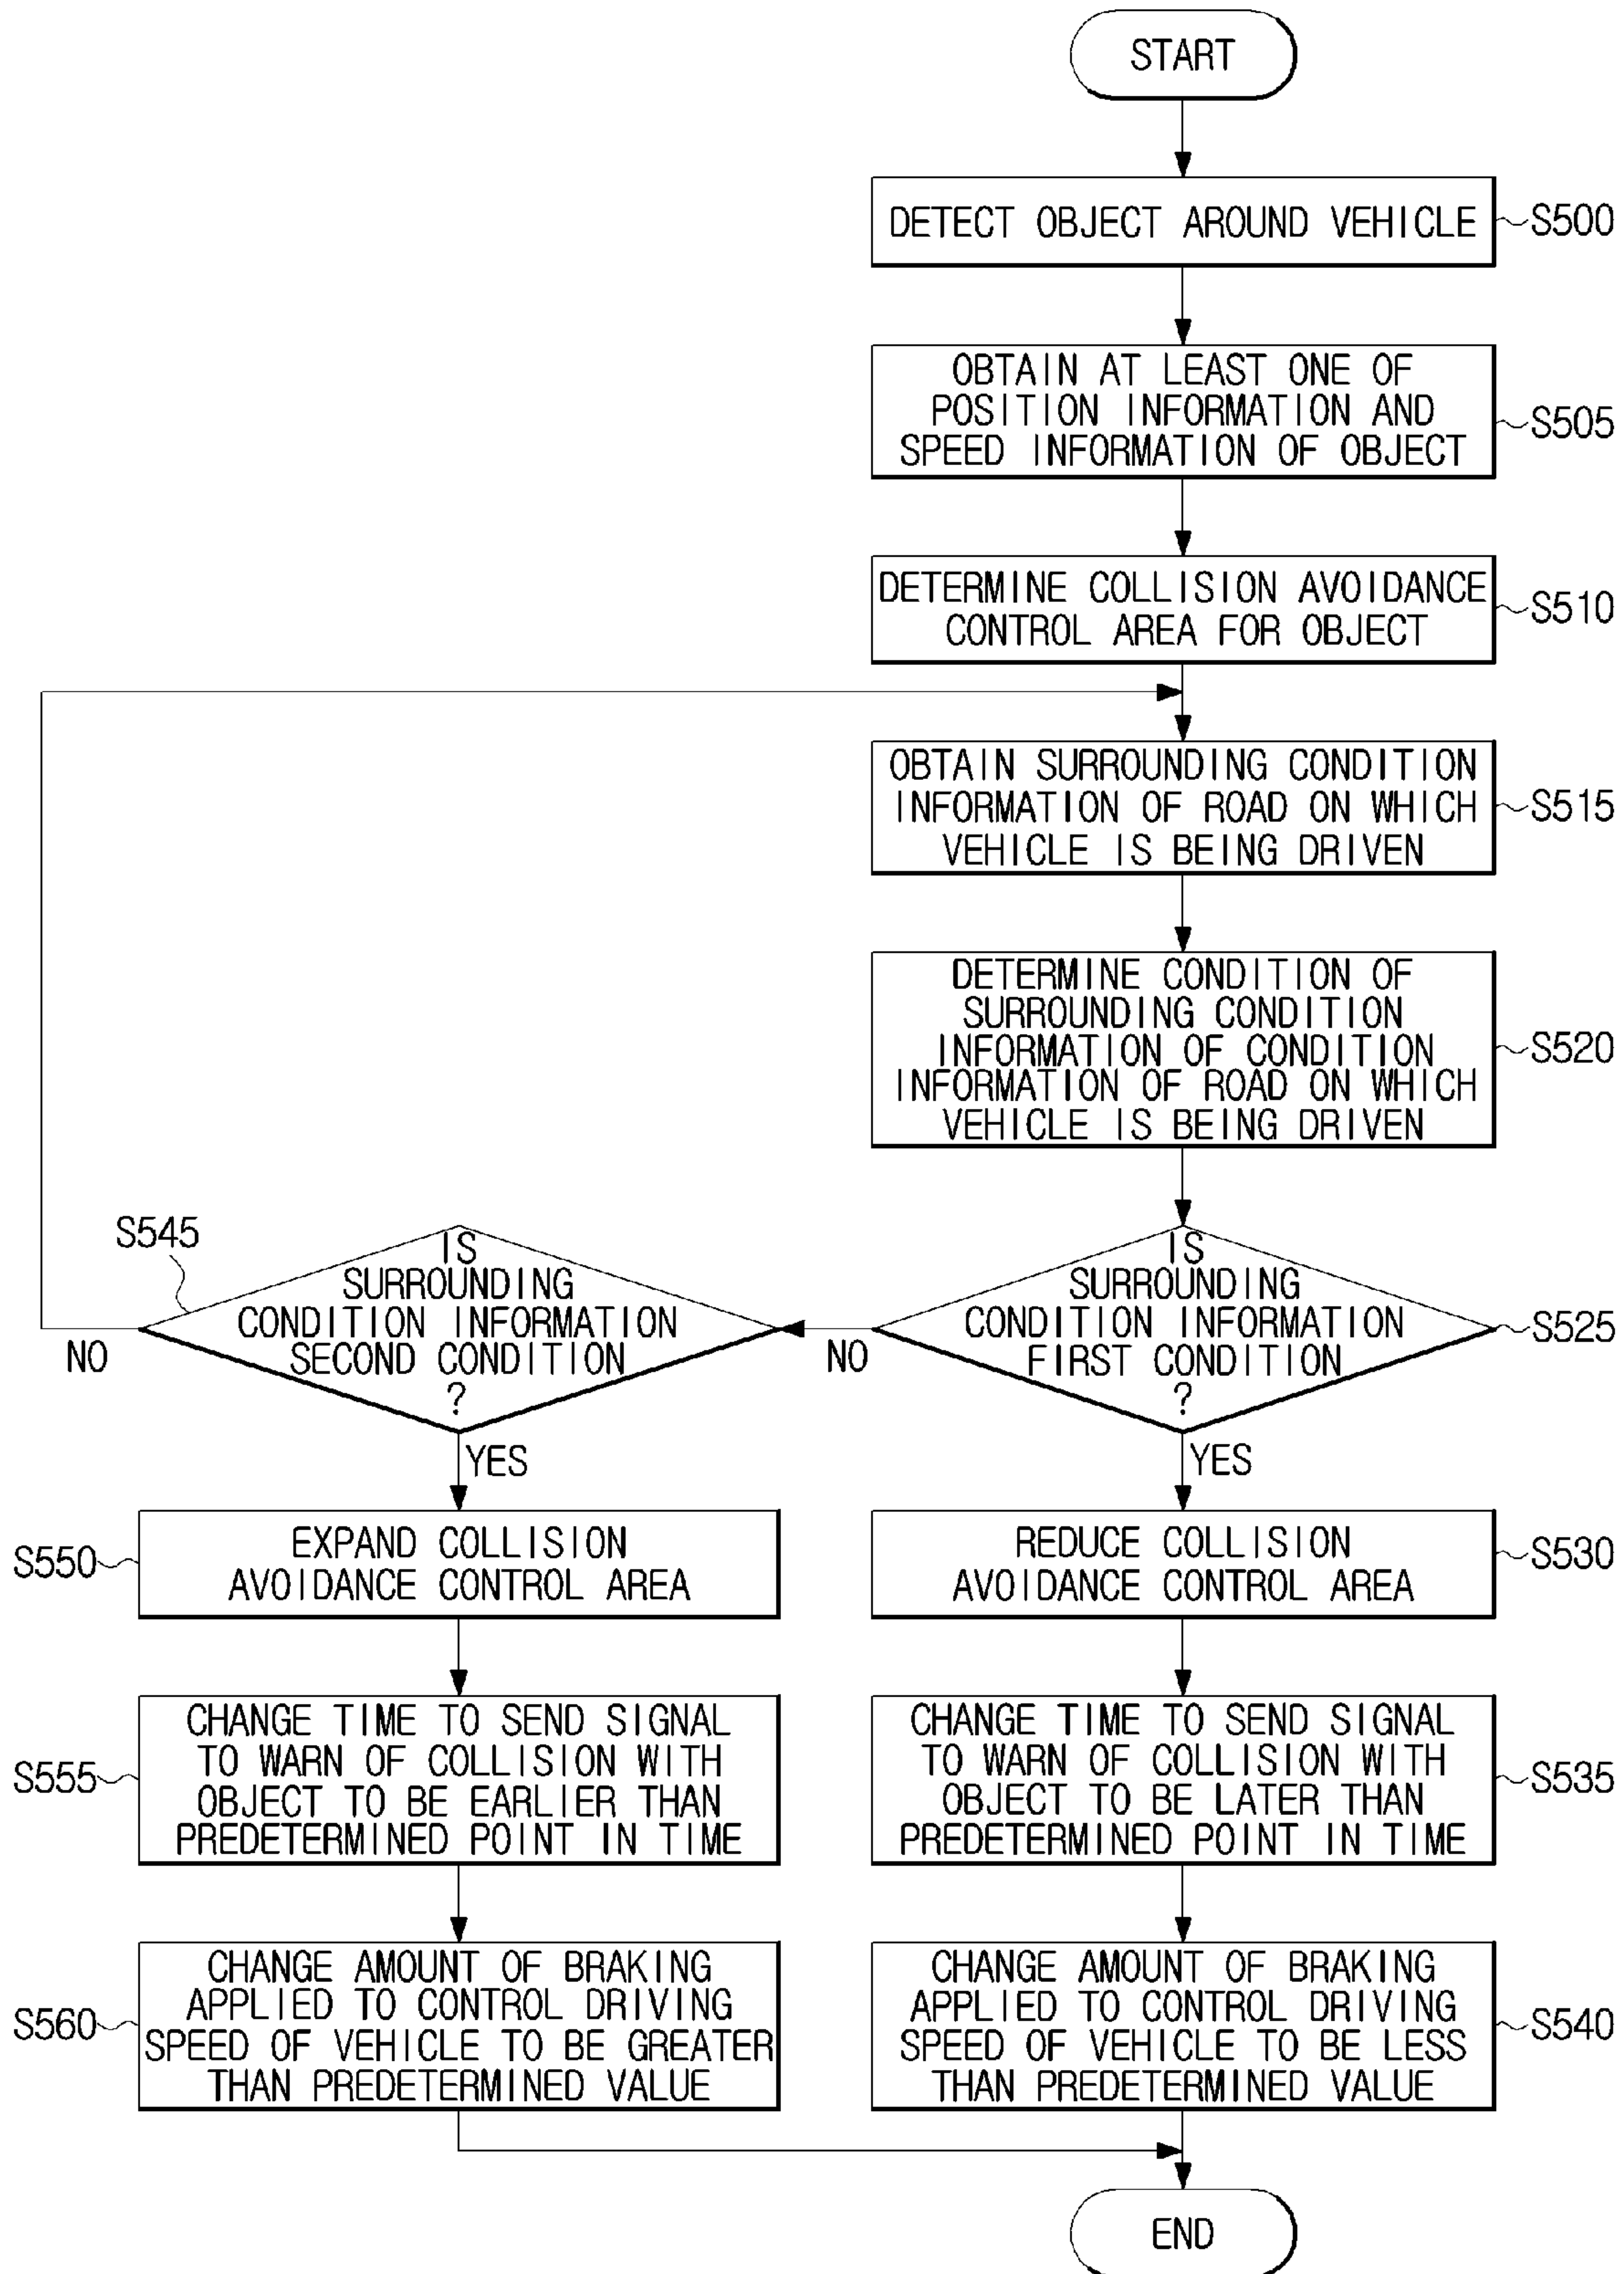 START
DETECT OBJECT AROUND VEHICLE
S500
OBTAIN AT LEAST ONE OF
POSITION INFORMATION AND
SPEED INFORMATION OF OBJECT
S505
DETERMINE COLLISION AVOIDANCE
CONTROL AREA FOR OBJECT
S510
OBTAIN SURROUNDING CONDITION
INFORMATION OF ROAD ON WHICH
VEHICLE IS BEING DRIVEN
S515
DETERMINE CONDITION OF
SURROUNDING CONDITION
INFORMATION OF CONDITION
INFORMATION OF ROAD ON WHICH
VEHICLE IS BEING DRIVEN
S520
IS
SURROUNDING
CONDITION INFORMATION
FIRST CONDITION
?
S525
NO
YES
S545
IS
SURROUNDING
CONDITION INFORMATION
SECOND CONDITION
?
NO
YES
EXPAND COLLISION
AVOIDANCE CONTROL AREA
S550
REDUCE COLLISION
AVOIDANCE CONTROL AREA
S530
CHANGE TIME TO SEND SIGNAL
TO WARN OF COLLISION WITH
OBJECT TO BE EARLIER THAN
PREDETERMINED POINT IN TIME
S555
CHANGE TIME TO SEND SIGNAL
TO WARN OF COLLISION WITH
OBJECT TO BE LATER THAN
PREDETERMINED POINT IN TIME
S535
CHANGE AMOUNT OF BRAKING
APPLIED TO CONTROL DRIVING
SPEED OF VEHICLE TO BE GREATER
THAN PREDETERMINED VALUE
S560
CHANGE AMOUNT OF BRAKING
APPLIED TO CONTROL DRIVING
SPEED OF VEHICLE TO BE LESS
THAN PREDETERMINED VALUE
S540
END